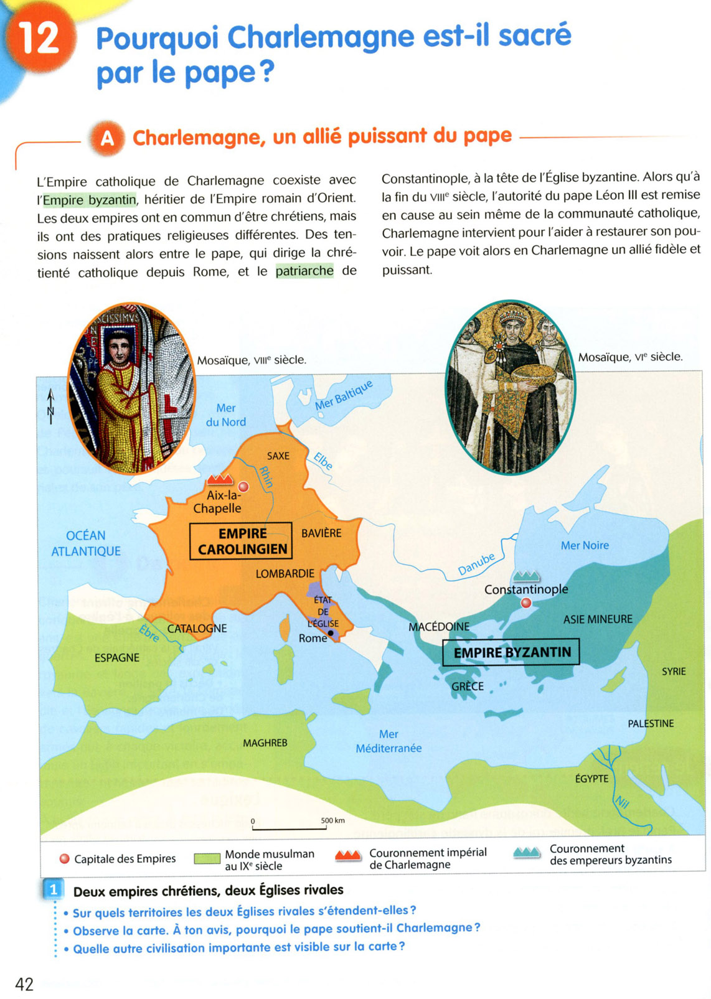 12
Pourquoi Charlemagne est-il sacré
par le pape ?
A
Charlemagne, un allié puissant du pape
L'Empire catholique de Charlemagne coexiste avec
l'Empire byzantin, héritier de l'Empire romain d'Orient.
Les deux empires ont en commun d'être chrétiens, mais
ils ont des pratiques religieuses différentes. Des ten-
sions naissent alors entre le pape, qui dirige la chré-
tienté catholique depuis Rome, et le patriarche de
Constantinople, à la tête de l'Église byzantine. Alors qu'à
la fin du VIIIe siècle, l'autorité du pape Léon III est remise
en cause au sein même de la communauté catholique,
Charlemagne intervient pour l'aider à restaurer son pou-
voir. Le pape voit alors en Charlemagne un allié fidèle et
puissant.
SCISSIMVS
Mosaïque, VIIIe siècle.
Mosaïque, VIe siècle.
N
Mer
du Nord
Mer Baltique
SAXE
Elbe
Rhin
Aix-la-
Chapelle
OCÉAN
ATLANTIQUE
EMPIRE
CAROLINGIEN
BAVIÈRE
Mer Noire
Danube
LOMBARDIE
Constantinople
ÉTAT
DE
L'ÉGLISE
Rome
CATALOGNE
Èbre
MACÉDOINE
ASIE MINEURE
ESPAGNE
EMPIRE BYZANTIN
GRÈCE
SYRIE
PALESTINE
MAGHREB
Mer
Méditerranée
ÉGYPTE
Nil
0 500 km
Capitale des Empires
Monde musulman
au IXe siècle
Couronnement impérial
de Charlemagne
Couronnement
des empereurs byzantins
1 Deux empires chrétiens, deux Églises rivales
• Sur quels territoires les deux Églises rivales s'étendent-elles ?
• Observe la carte. À ton avis, pourquoi le pape soutient-il Charlemagne ?
• Quelle autre civilisation importante est visible sur la carte ?
42